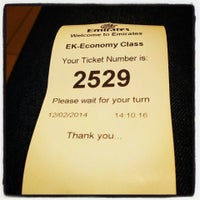 Emirates
Welcome to Emirates
EK-Economy Class
Your Ticket Number is:
2529
Please wait for your turn
12/02/2014 14:10:16
Thank you...